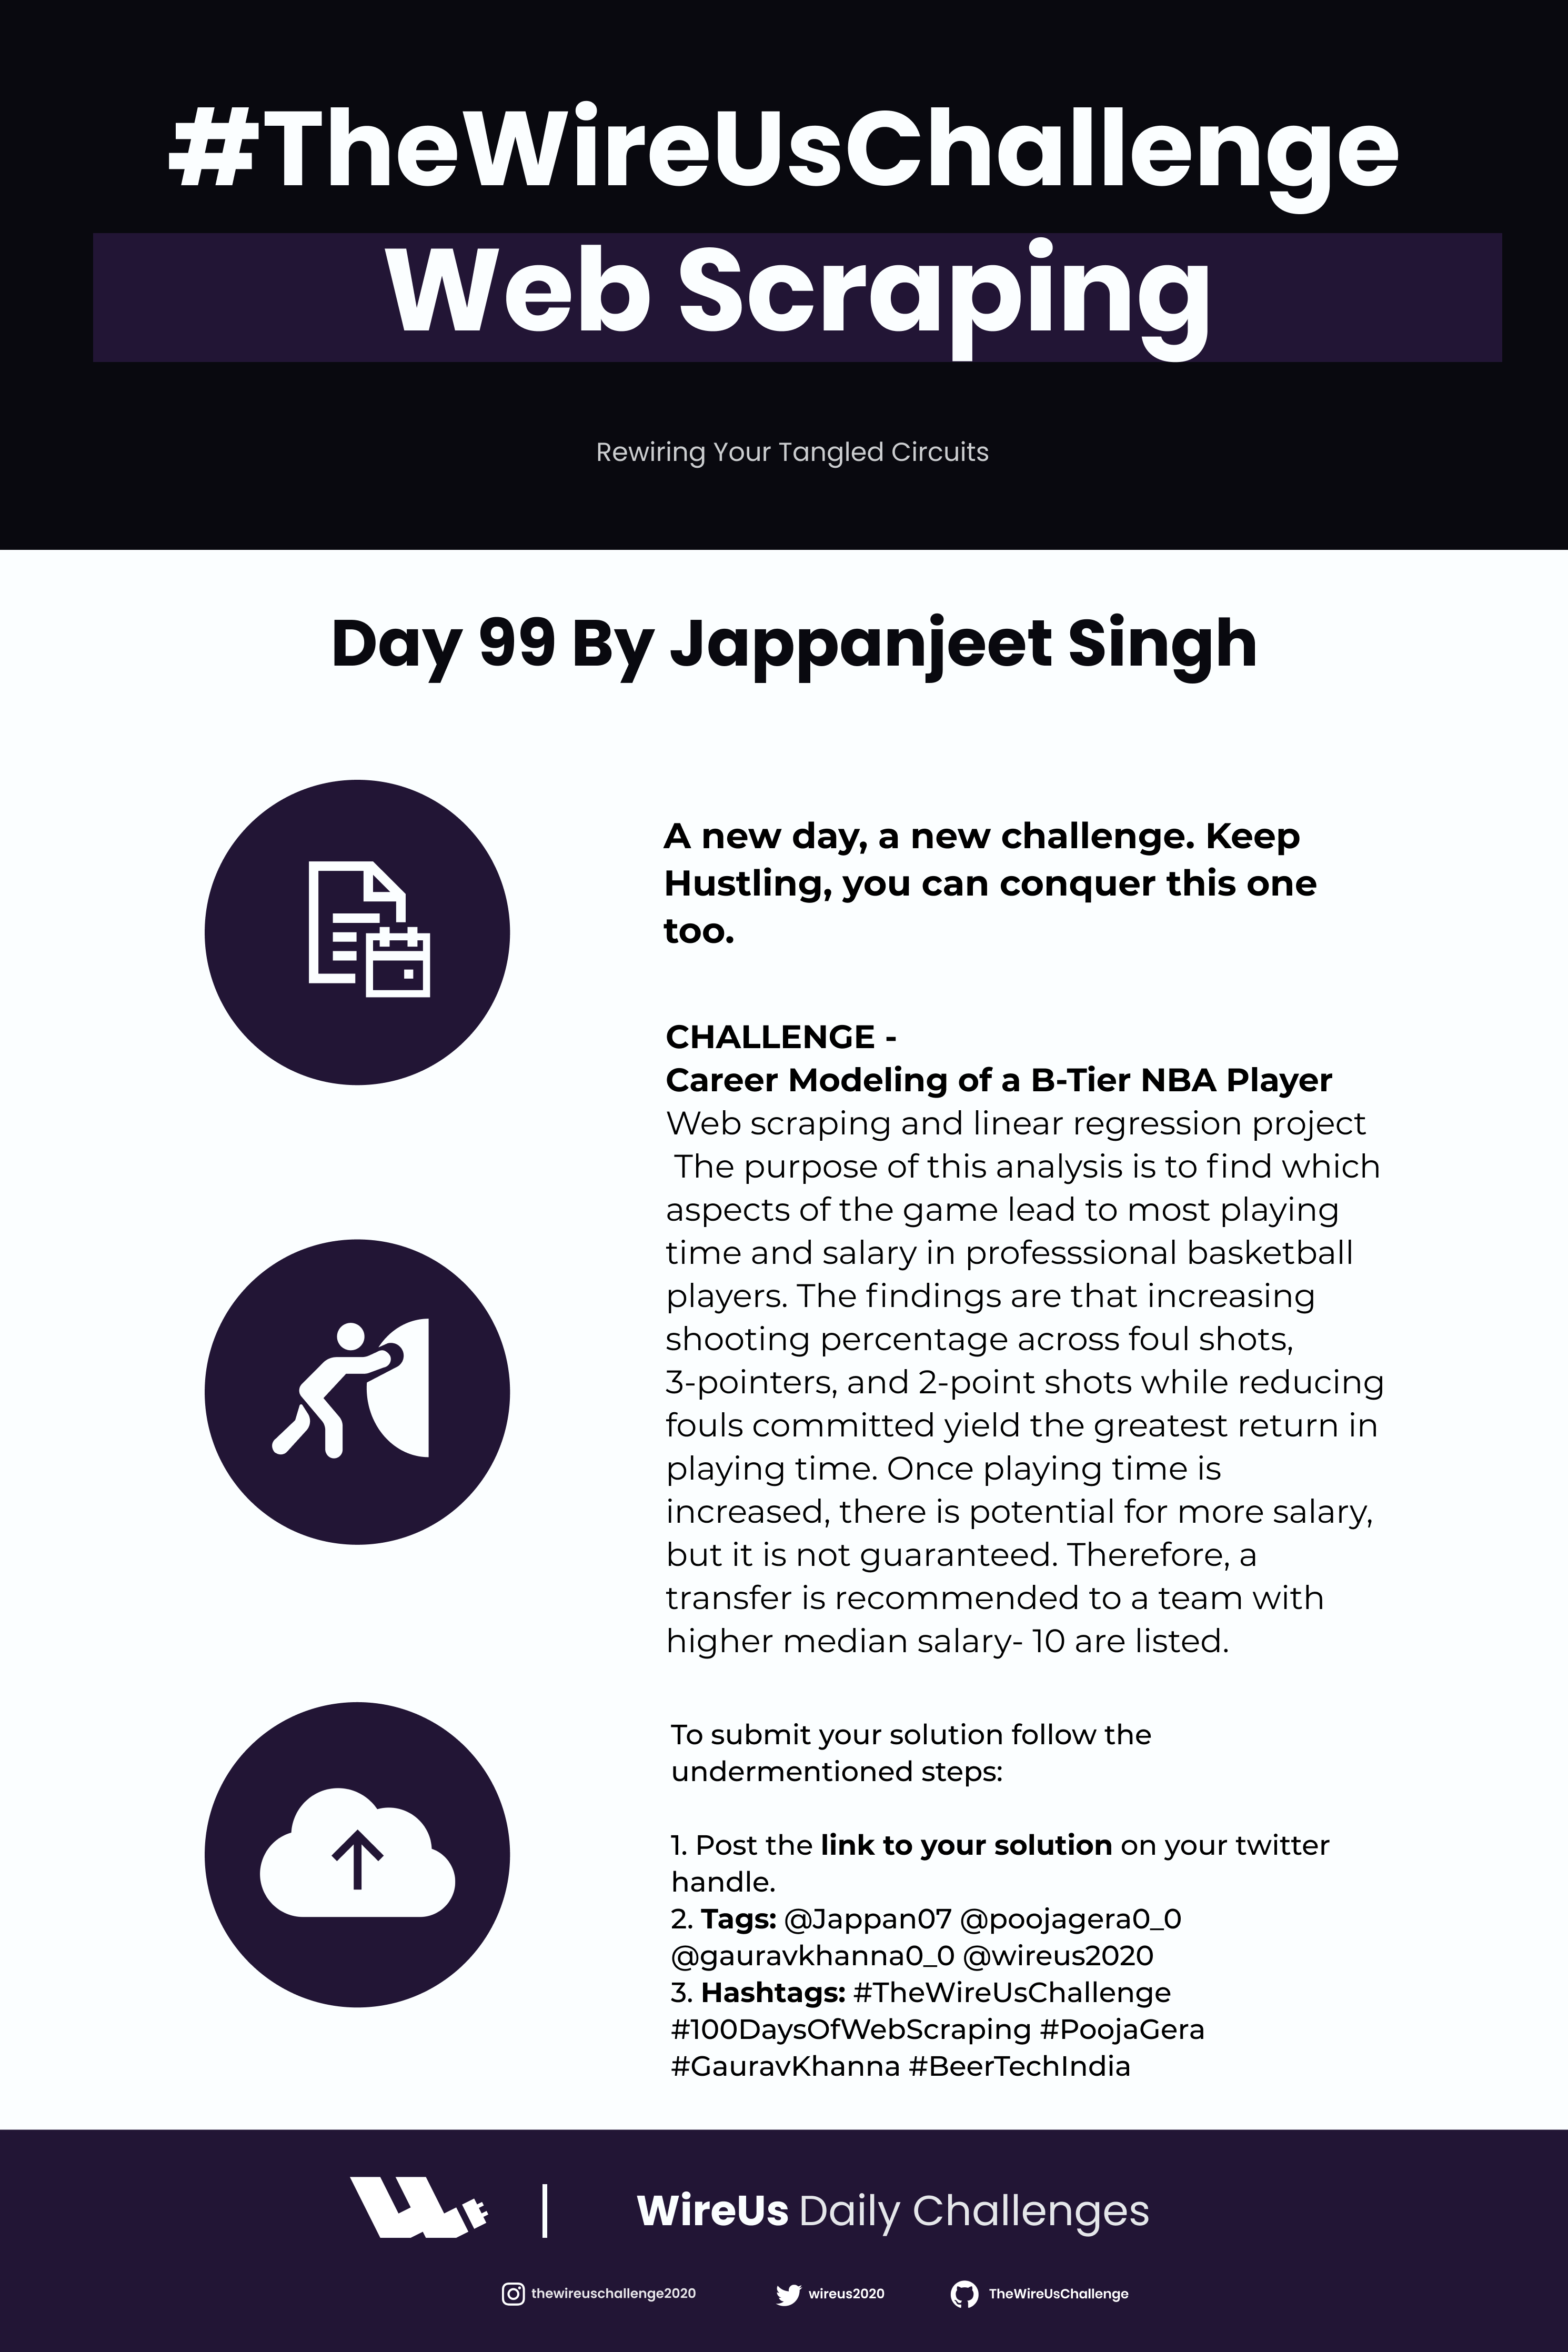 #TheWireUsChallenge
Web Scraping
Rewiring Your Tangled Circuits
Day 99 By Jappanjeet Singh
A new day, a new challenge. Keep
Hustling, you can conquer this one
too.
CHALLENGE -
Career Modeling of a B-Tier NBA Player
Web scraping and linear regression project
The purpose of this analysis is to find which
aspects of the game lead to most playing
time and salary in professsional basketball
players. The findings are that increasing
shooting percentage across foul shots,
3-pointers, and 2-point shots while reducing
fouls committed yield the greatest return in
playing time. Once playing time is
increased, there is potential for more salary,
but it is not guaranteed. Therefore, a
transfer is recommended to a team with
higher median salary- 10 are listed.
To submit your solution follow the
undermentioned steps:
1. Post the link to your solution on your twitter
handle.
2. Tags: @Jappan07 @poojagera0_0
@gauravkhanna0_0 @wireus2020
3. Hashtags: #TheWireUsChallenge
#100DaysOfWebScraping #PoojaGera
#GauravKhanna #BeerTechIndia
WireUs Daily Challenges
thewireuschallenge2020 wireus2020 TheWireUsChallenge